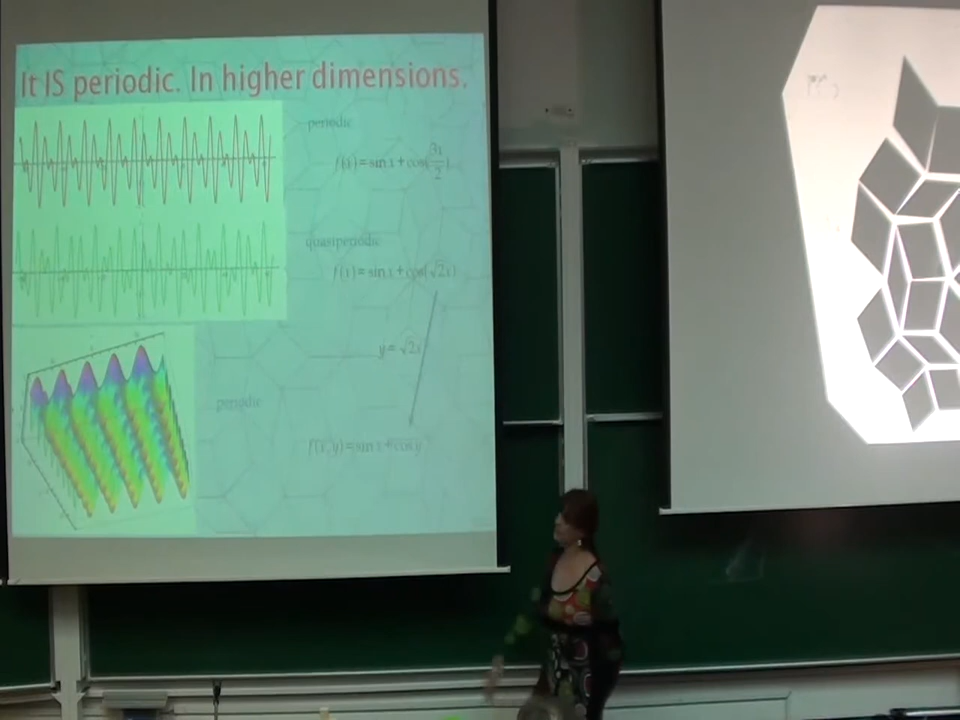 It IS periodic. In higher dimensions.
periodic
f(x)=sin x+cos(3x/2)
quasiperiodic
f(x)=sin x+cos(√2x)
y=√2x
periodic
f(x,y)=sin x+cos y